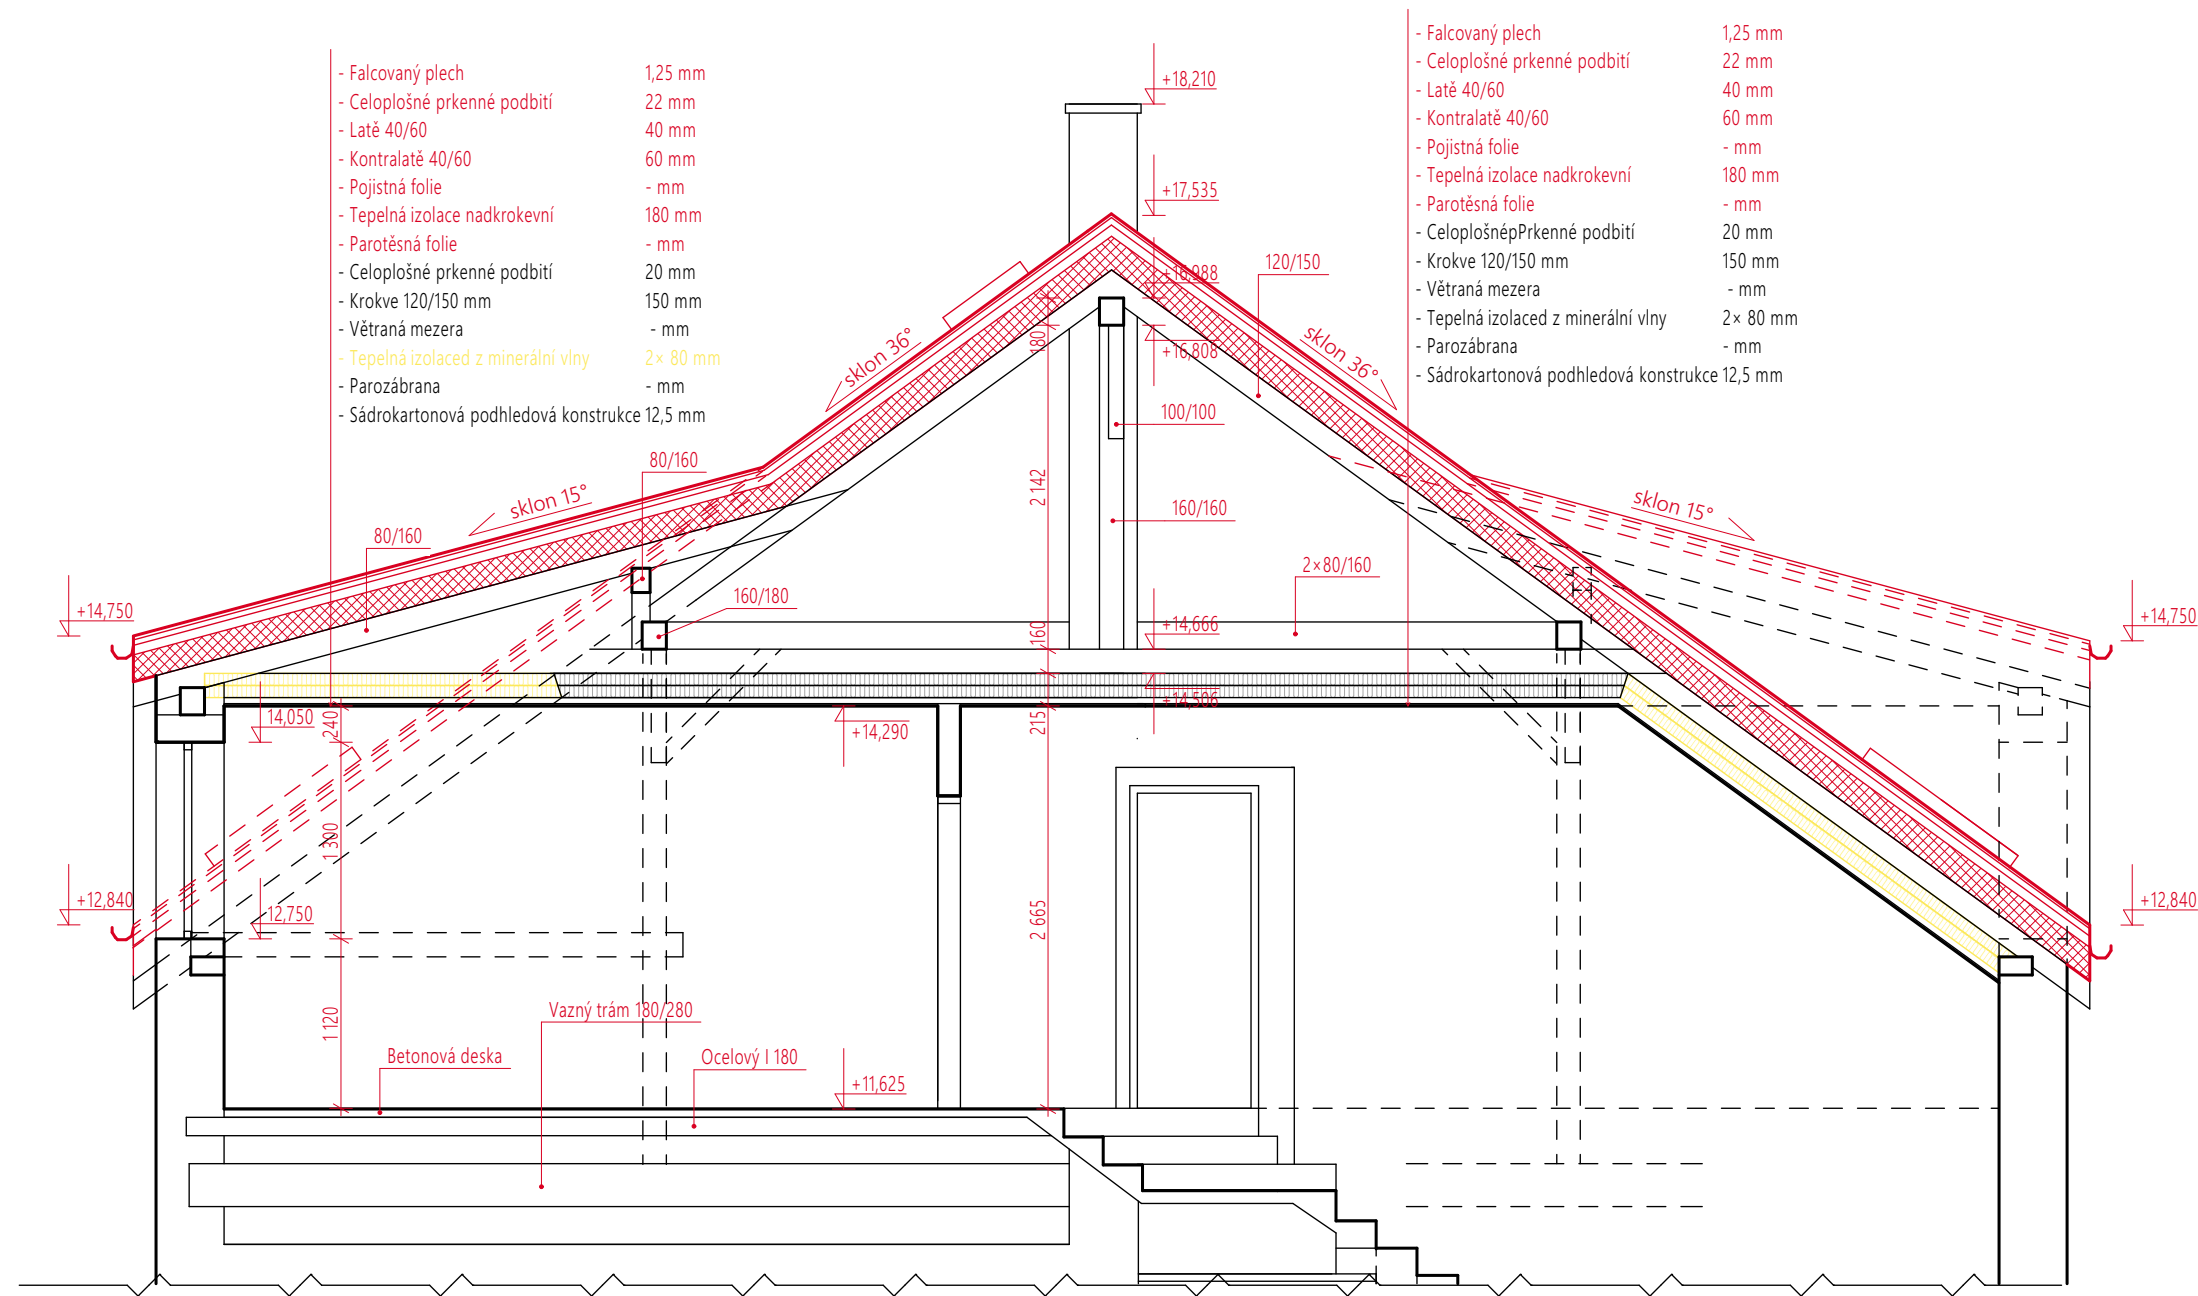 - Falcovaný plech 1,25 mm
- Celoplošné prkenné podbití 22 mm
- Latě 40/60 40 mm
- Kontralatě 40/60 60 mm
- Pojistná folie - mm
- Tepelná izolace nadkrokevní 180 mm
- Parotěsná folie - mm
- Celoplošné prkenné podbití 20 mm
- Krokve 120/150 mm 150 mm
- Větraná mezera - mm
- Tepelná izolaced z minerální vlny 2× 80 mm
- Parozábrana - mm
- Sádrokartonová podhledová konstrukce 12,5 mm
- Falcovaný plech 1,25 mm
- Celoplošné prkenné podbití 22 mm
- Latě 40/60 40 mm
- Kontralatě 40/60 60 mm
- Pojistná folie - mm
- Tepelná izolace nadkrokevní 180 mm
- Parotěsná folie - mm
- CeloplošnépPrkenné podbití 20 mm
- Krokve 120/150 mm 150 mm
- Větraná mezera - mm
- Tepelná izolaced z minerální vlny 2× 80 mm
- Parozábrana - mm
- Sádrokartonová podhledová konstrukce 12,5 mm
+18,210
+17,535
120/150
+16,988
180
sklon 36°
sklon 36°
+16,808
100/100
80/160
2 142
sklon 15°
sklon 15°
160/160
80/160
2×80/160
160/180
+14,750
+14,666
160
+14,750
+14,506
14,050
240
215
+14,290
1 300
+12,840
12,750
2 665
+12,840
1 120
Vazný trám 180/280
Betonová deska
Ocelový I 180
+11,625